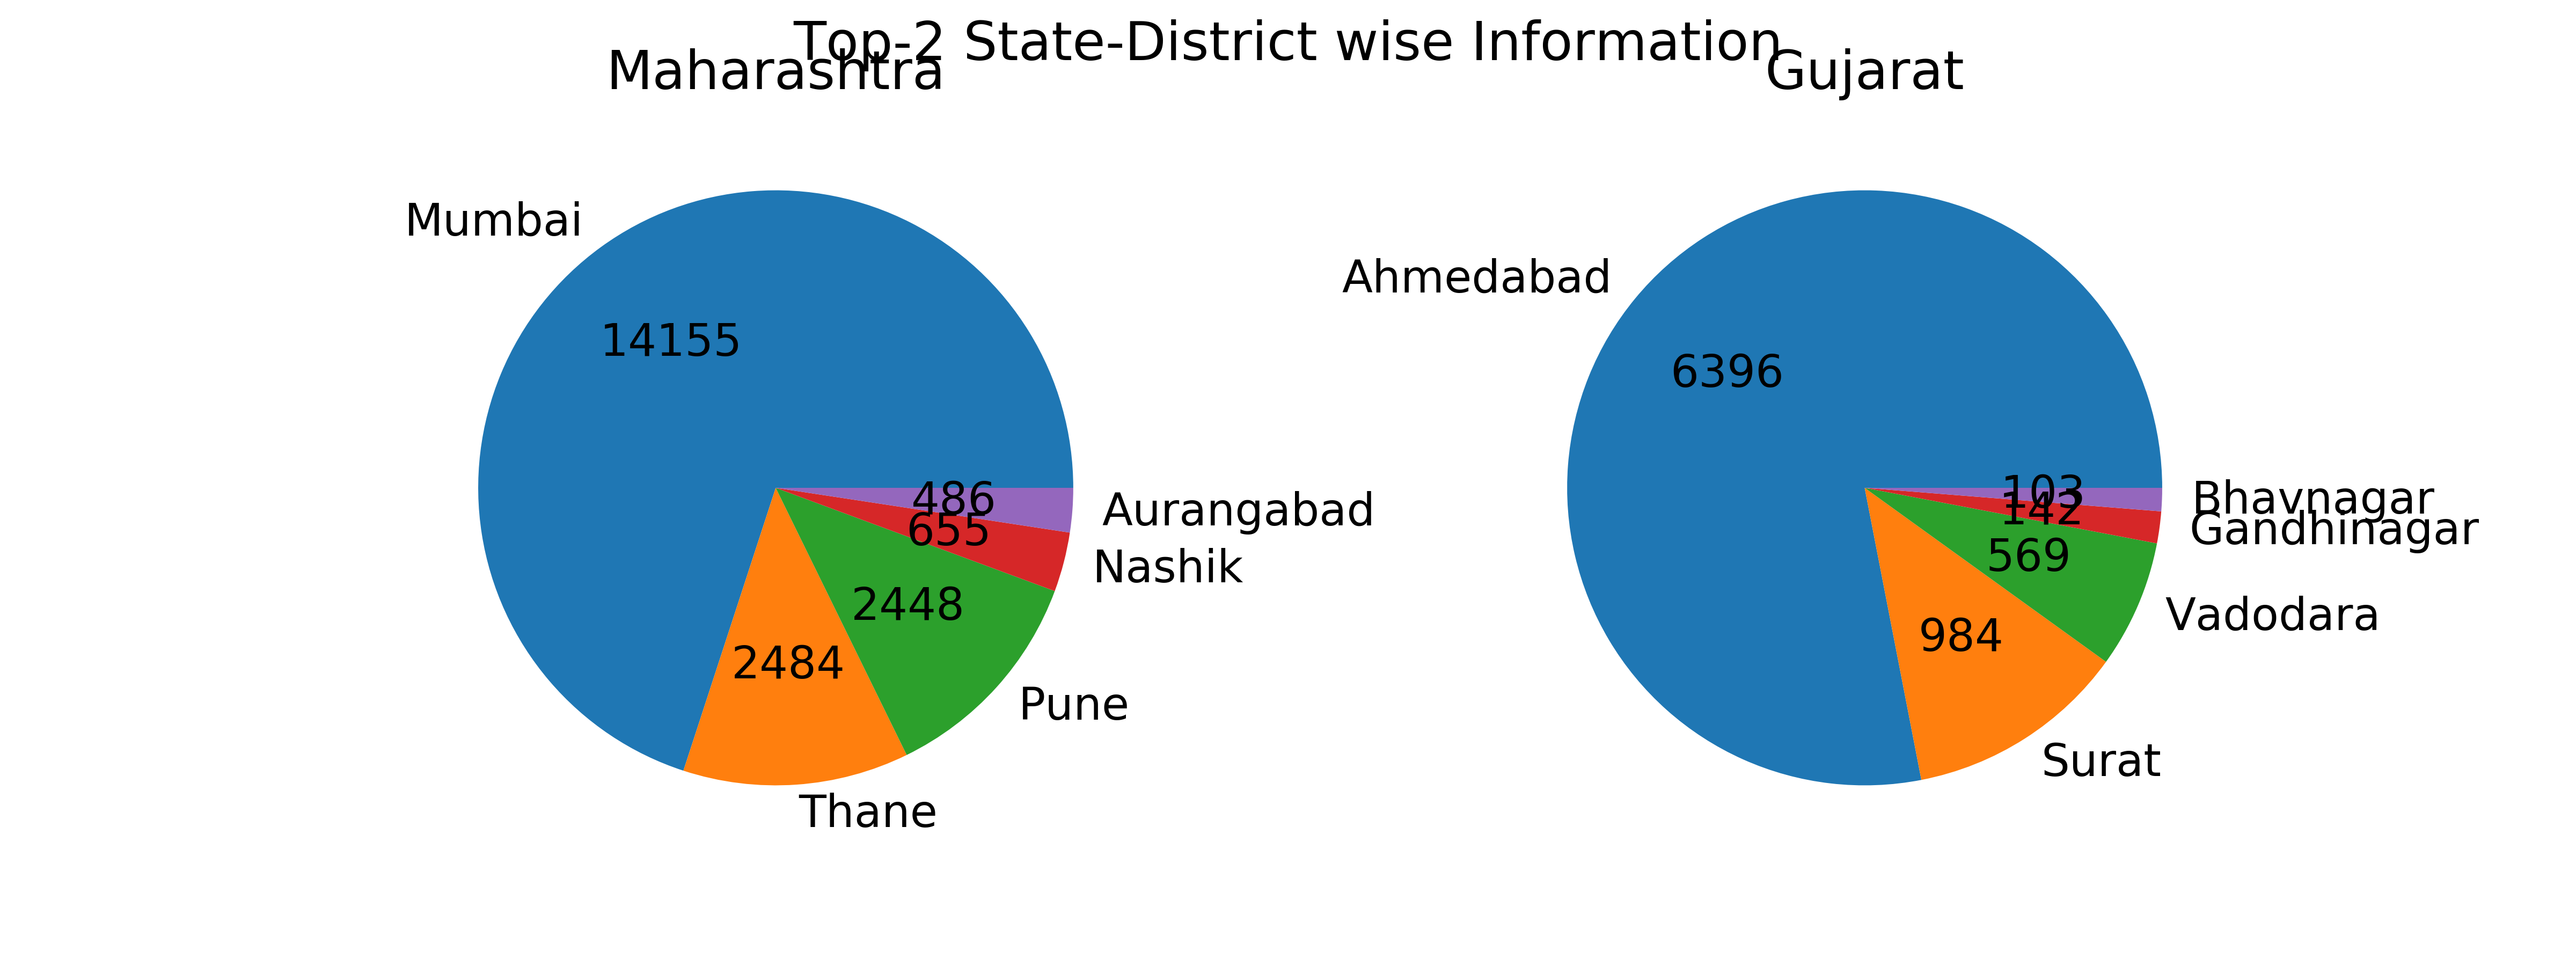 Top-2 State-District wise Information
Maharashtra
Mumbai
14155
486
Aurangabad
655
Nashik
2448
2484
Pune
Thane
Gujarat
Ahmedabad
6396
103
Bhavnagar
142
Gandhinagar
569
Vadodara
984
Surat